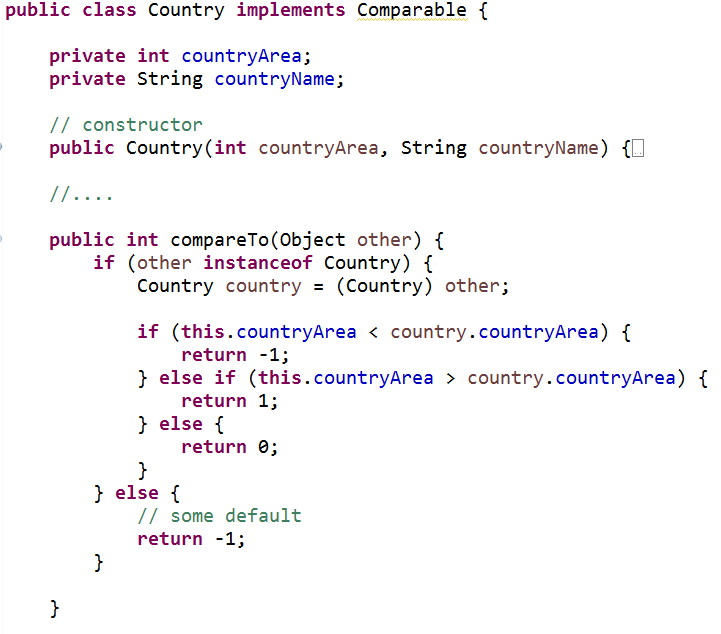 public class Country implements Comparable {
private int countryArea;
private String countryName;
// constructor
public Country(int countryArea, String countryName) {
//....
public int compareTo(Object other) {
if (other instanceof Country) {
Country country = (Country) other;
if (this.countryArea < country.countryArea) {
return -1;
} else if (this.countryArea > country.countryArea) {
return 1;
} else {
return 0;
}
} else {
// some default
return -1;
}
}